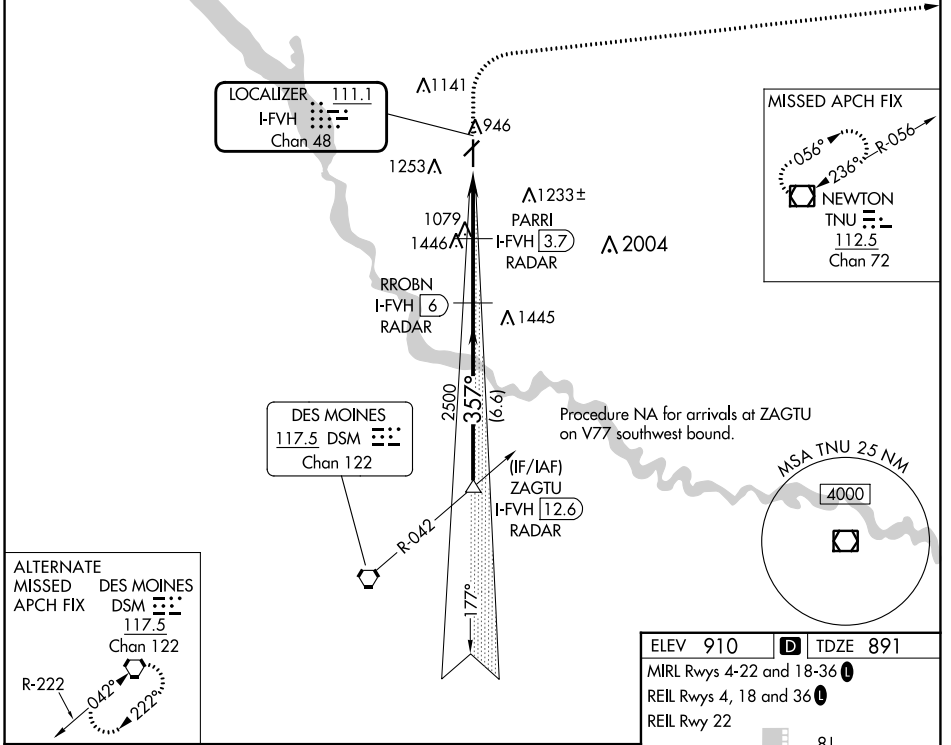 LOCALIZER 111.1
I-FVH
Chan 48
1141
946
1253
1233±
1079
1446
PARRI
I-FVH 3.7
RADAR
2004
RROBN
I-FVH 6
RADAR
1445
MISSED APCH FIX
056°
236°
R-056
NEWTON
TNU
112.5
Chan 72
2500
357°
(6.6)
DES MOINES
117.5 DSM
Chan 122
Procedure NA for arrivals at ZAGTU
on V77 southwest bound.
(IF/IAF)
ZAGTU
I-FVH 12.6
RADAR
R-042
177°
MSA TNU 25 NM
4000
ALTERNATE
MISSED
APCH FIX
DES MOINES
DSM
117.5
Chan 122
R-222
042°
222°
ELEV 910 D TDZE 891
MIRL Rwys 4-22 and 18-36 L
REIL Rwys 4, 18 and 36 L
REIL Rwy 22